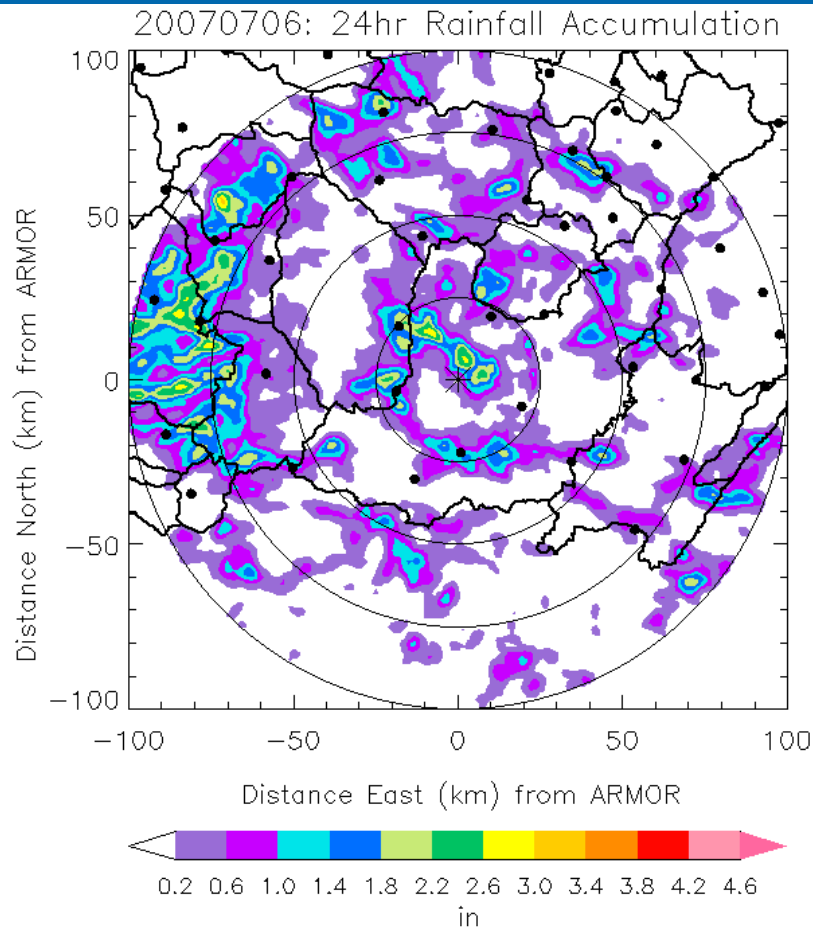 20070706: 24hr Rainfall Accumulation
100
50
0
−50
−100
Distance North (km) from ARMOR
−100 −50 0 50 100
Distance East (km) from ARMOR
0.2 0.6 1.0 1.4 1.8 2.2 2.6 3.0 3.4 3.8 4.2 4.6
in